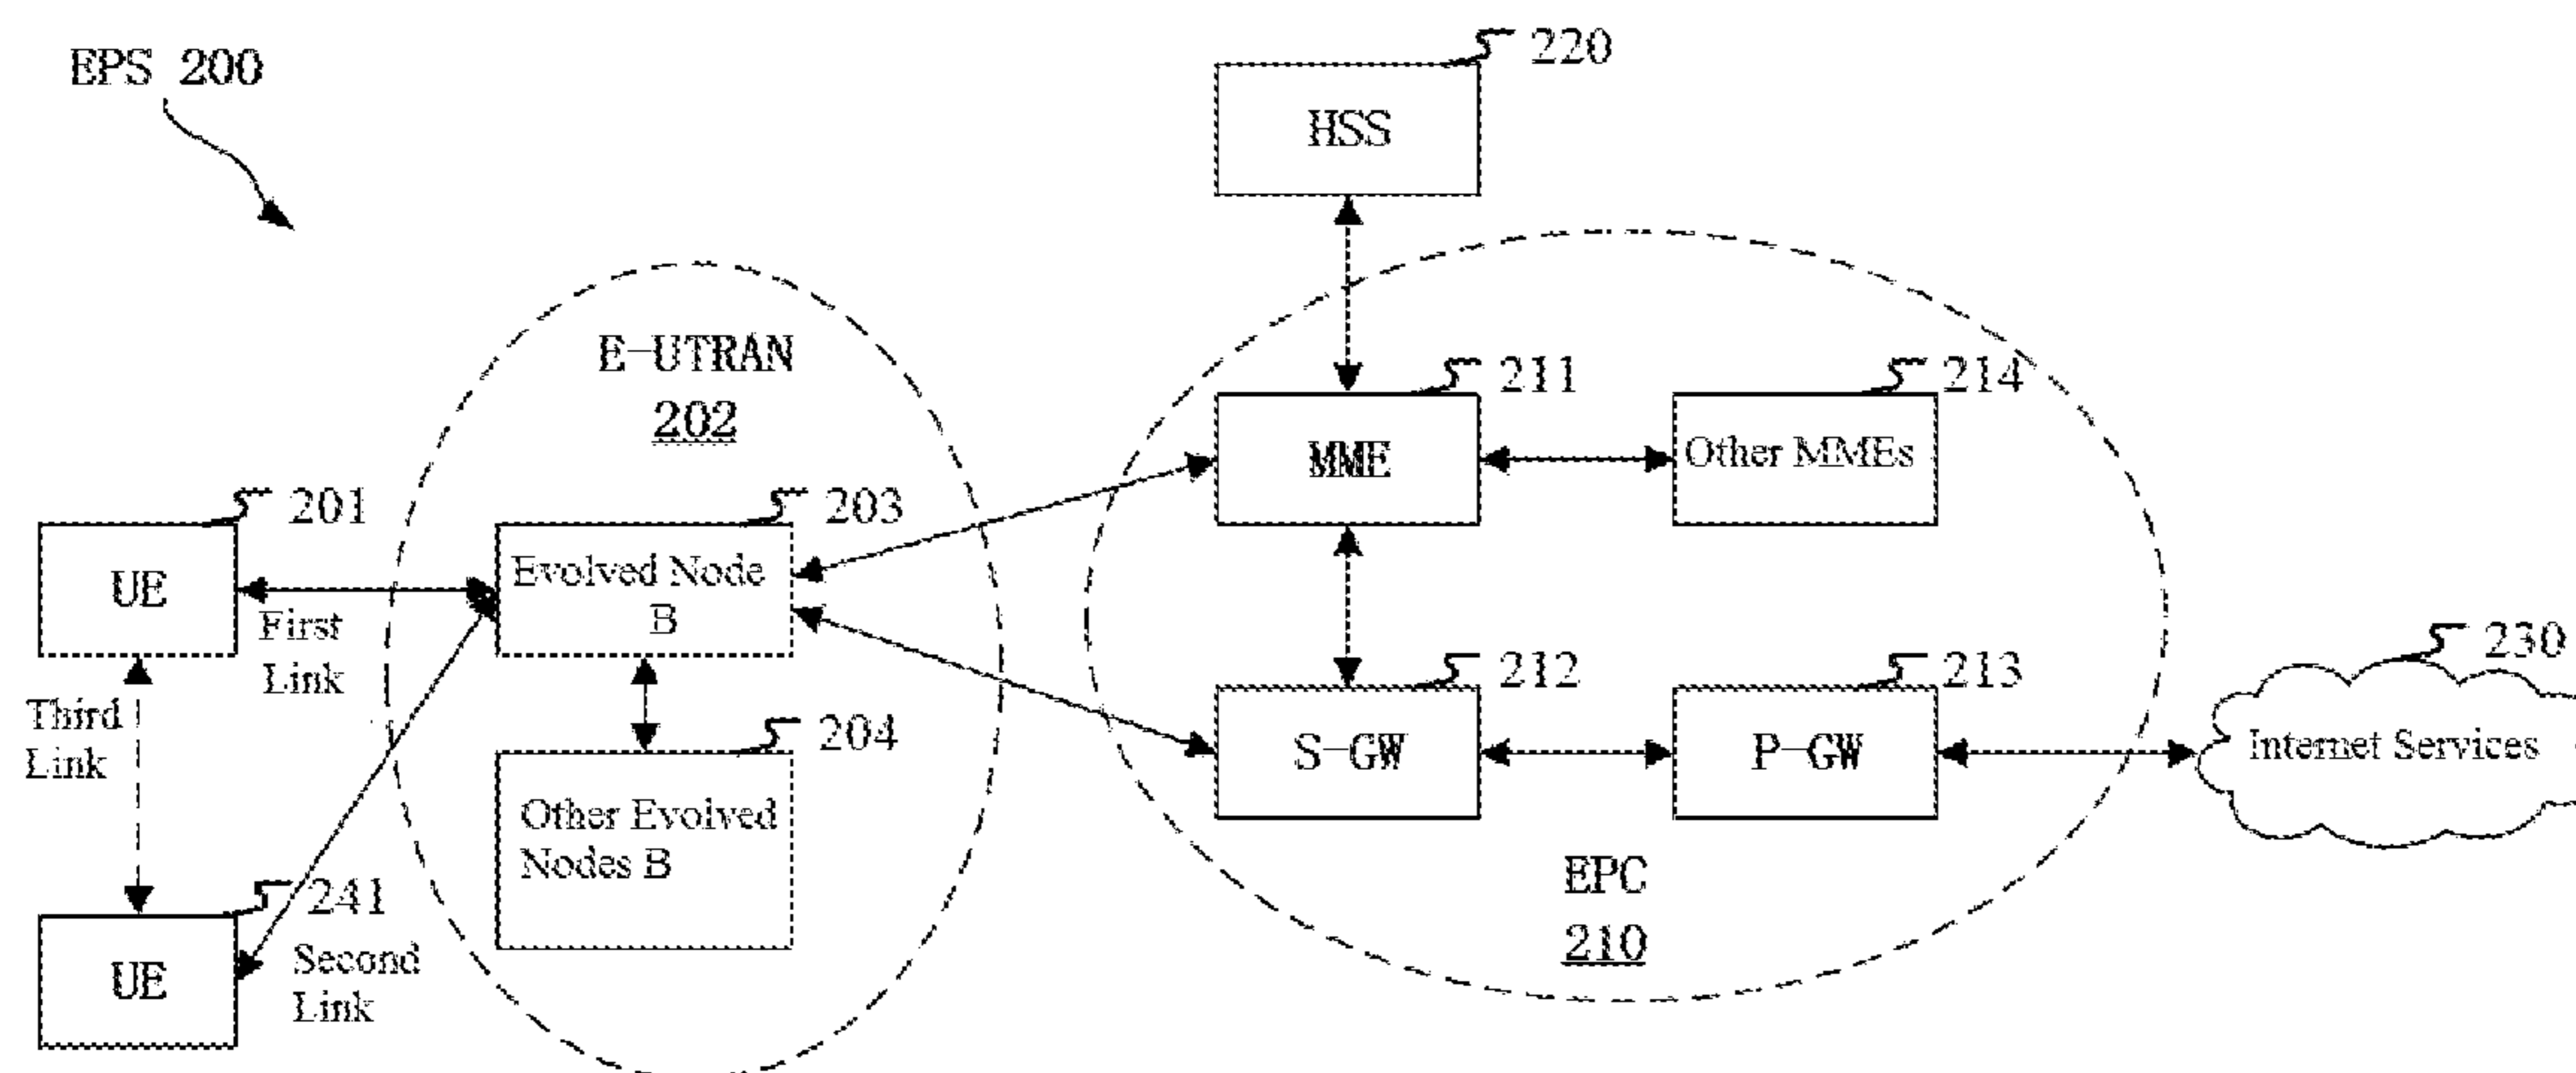 EPS 200
220
HSS
E-UTRAN
202
211
MME
214
Other MMEs
201
UE
203
Evolved Node
B
First
Link
Third
Link
204
Other Evolved
Nodes B
212
S-GW
213
P-GW
230
Internet Services
EPC
210
241
UE
Second
Link